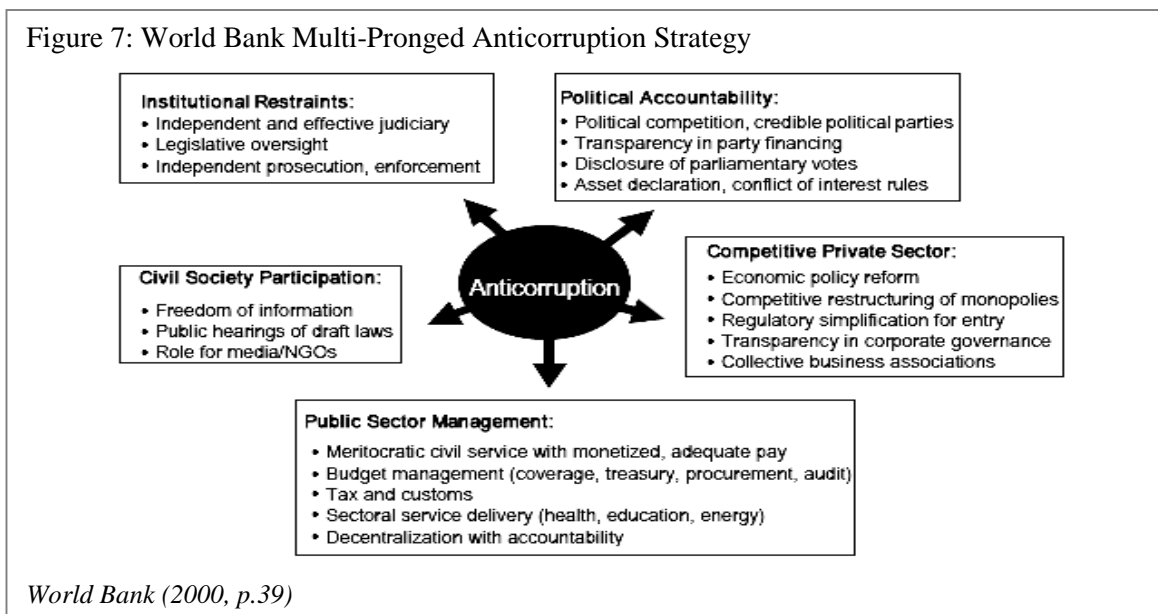 Figure 7: World Bank Multi-Pronged Anticorruption Strategy
Institutional Restraints:
• Independent and effective judiciary
• Legislative oversight
• Independent prosecution, enforcement
Political Accountability:
• Political competition, credible political parties
• Transparency in party financing
• Disclosure of parliamentary votes
• Asset declaration, conflict of interest rules
Civil Society Participation:
• Freedom of information
• Public hearings of draft laws
• Role for media/NGOs
Anticorruption
Competitive Private Sector:
• Economic policy reform
• Competitive restructuring of monopolies
• Regulatory simplification for entry
• Transparency in corporate governance
• Collective business associations
Public Sector Management:
• Meritocratic civil service with monetized, adequate pay
• Budget management (coverage, treasury, procurement, audit)
• Tax and customs
• Sectoral service delivery (health, education, energy)
• Decentralization with accountability
World Bank (2000, p.39)